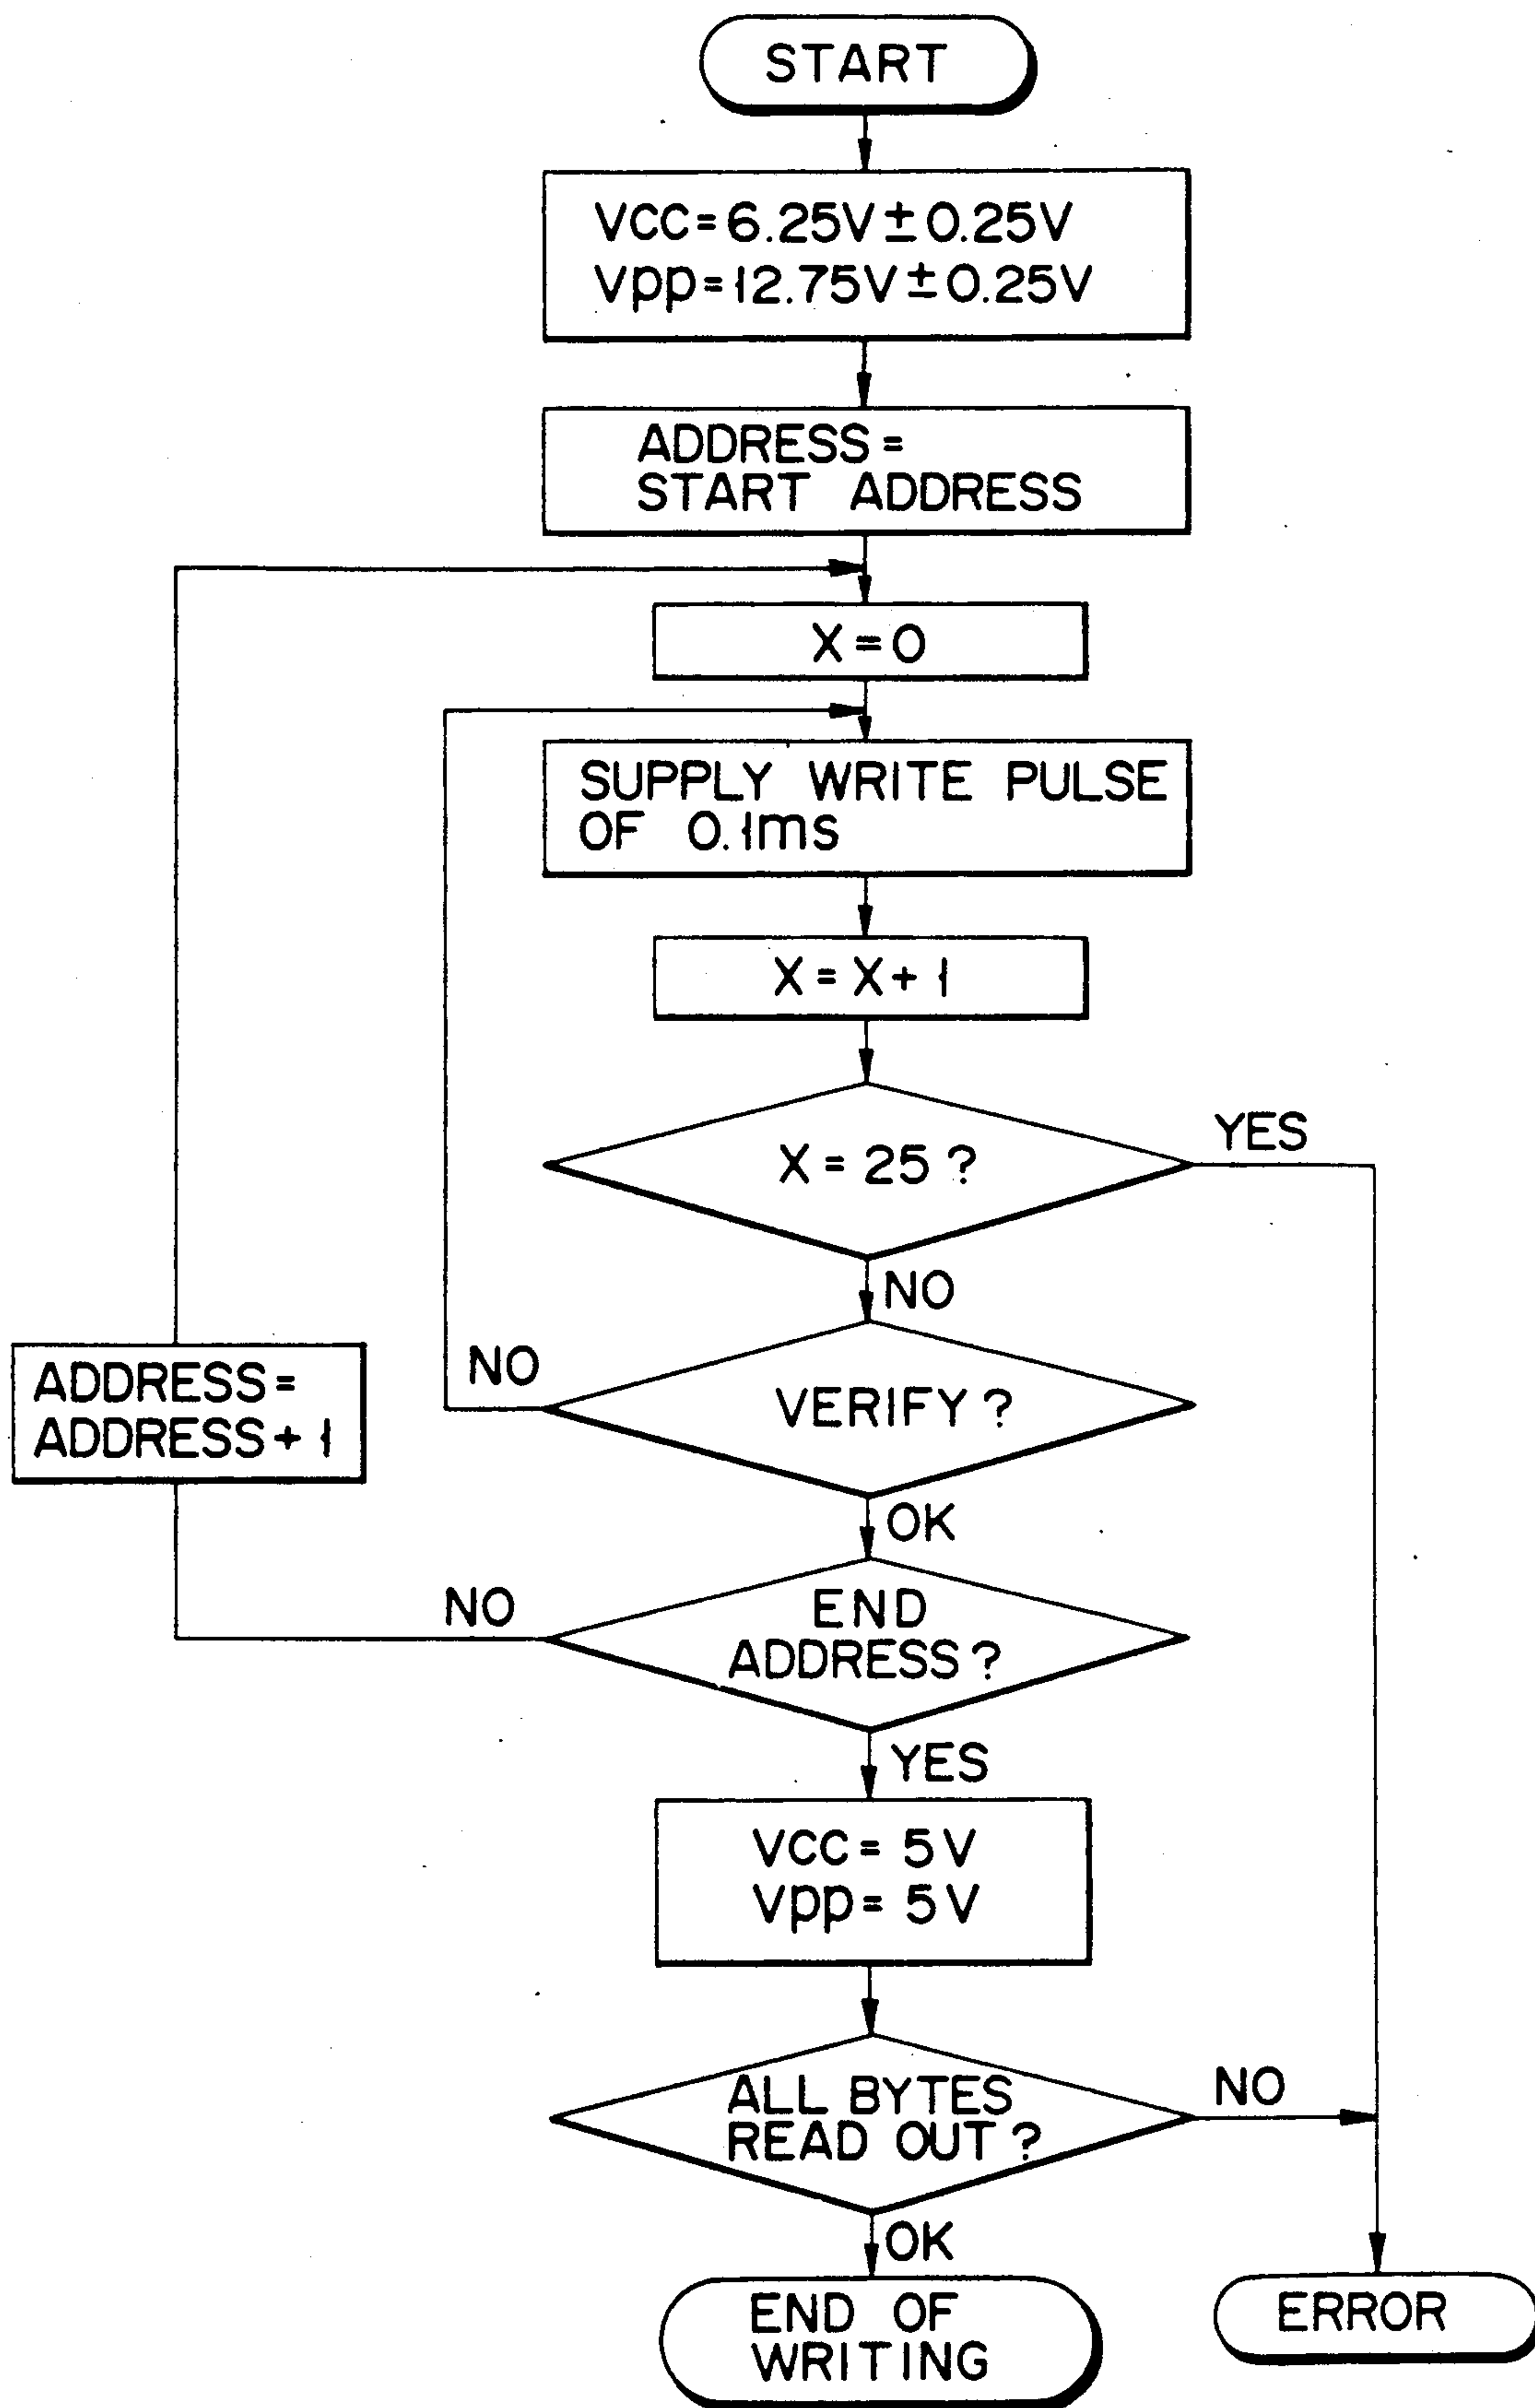 START
VCC=6.25V±0.25V
Vpp=12.75V±0.25V
ADDRESS=
START ADDRESS
X=0
SUPPLY WRITE PULSE
OF 0.1ms
X=X+1
X=25?
YES
NO
VERIFY?
NO
ADDRESS=
ADDRESS+1
OK
END
ADDRESS?
NO
YES
VCC=5V
Vpp=5V
ALL BYTES
READ OUT?
NO
OK
END OF
WRITING
ERROR